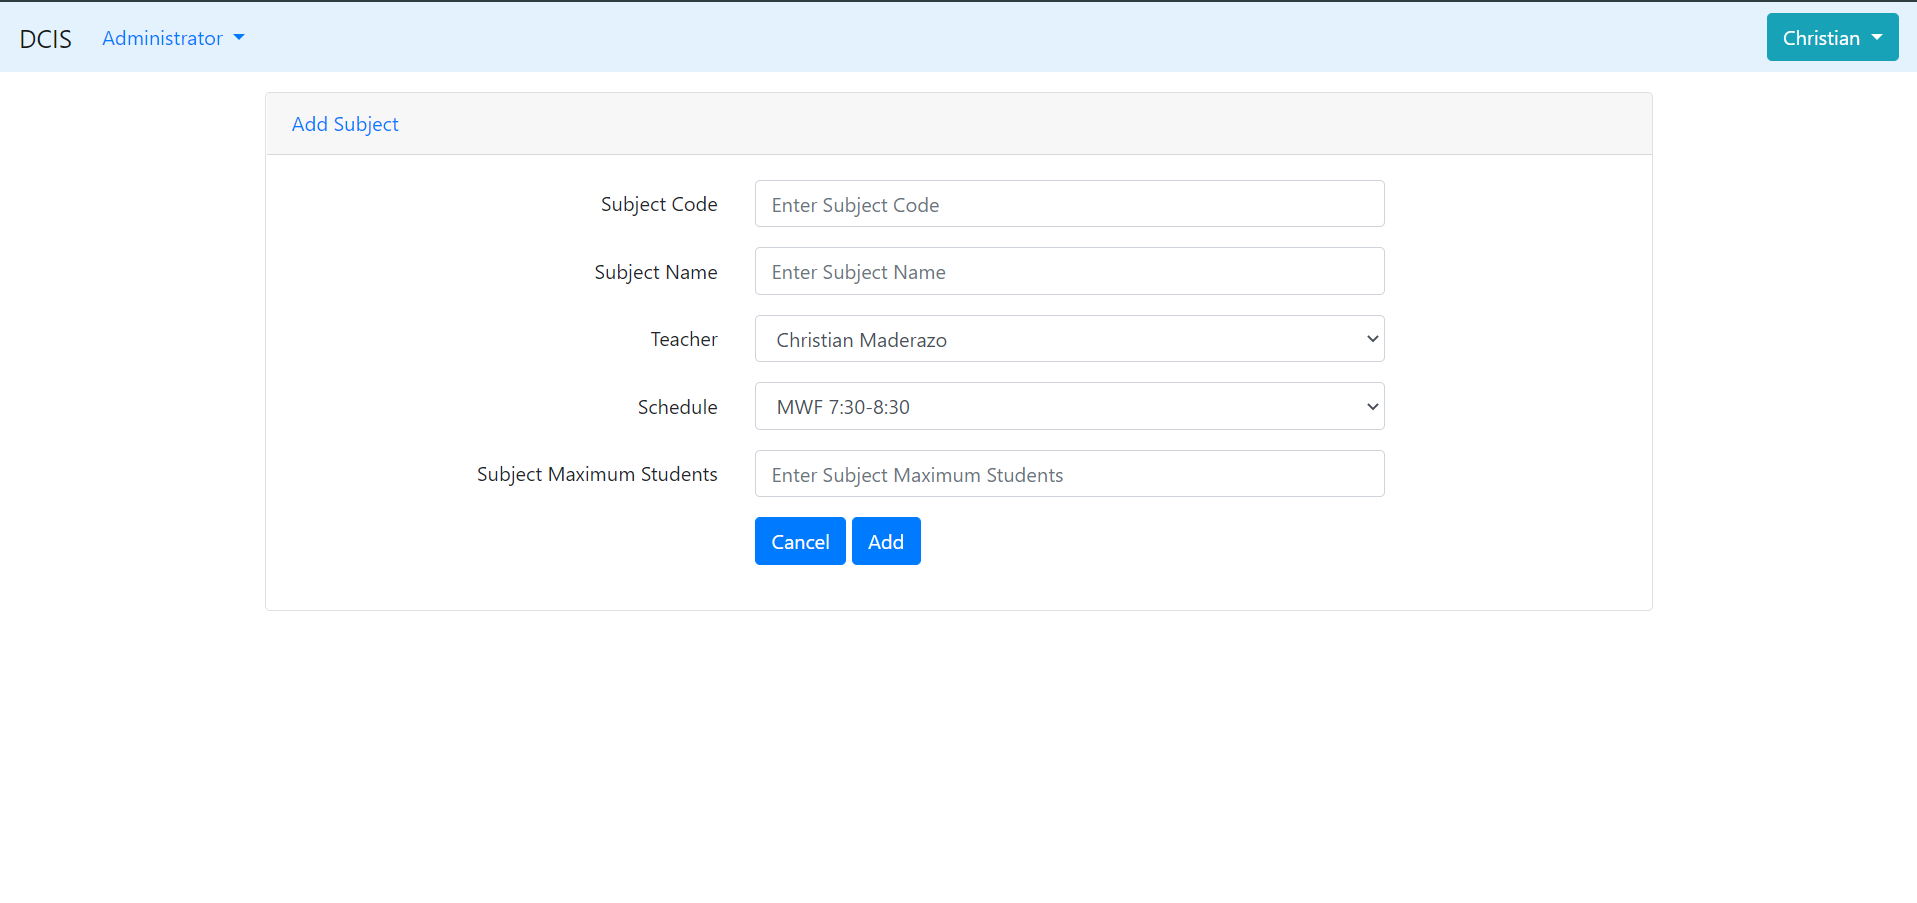 DCIS Administrator Christian
Add Subject
Subject Code Enter Subject Code
Subject Name Enter Subject Name
Teacher Christian Maderazo
Schedule MWF 7:30-8:30
Subject Maximum Students Enter Subject Maximum Students
Cancel Add